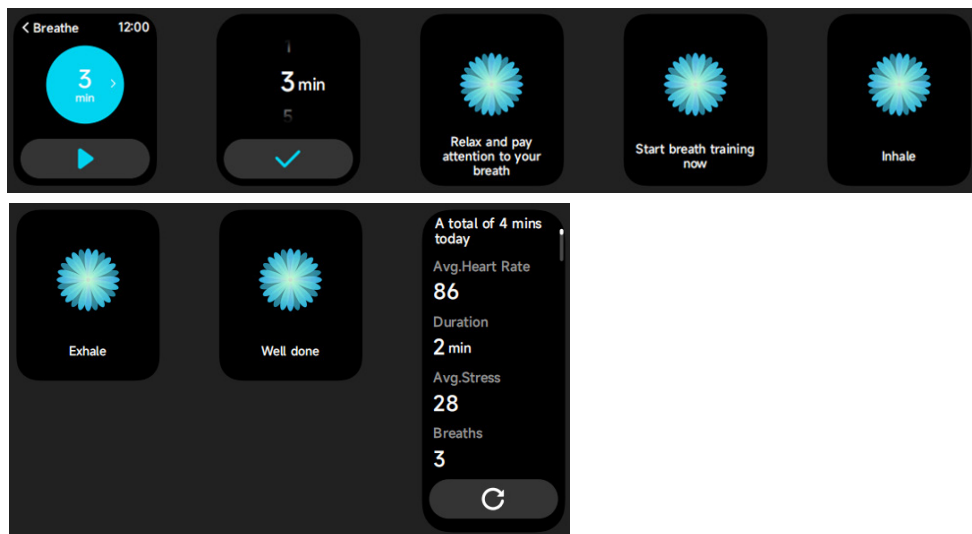 Breathe 12:00
3
min
1
3 min
5
Relax and pay
attention to your
breath
Start breath training
now
Inhale
Exhale
Well done
A total of 4 mins
today
Avg.Heart Rate
86
Duration
2 min
Avg.Stress
28
Breaths
3